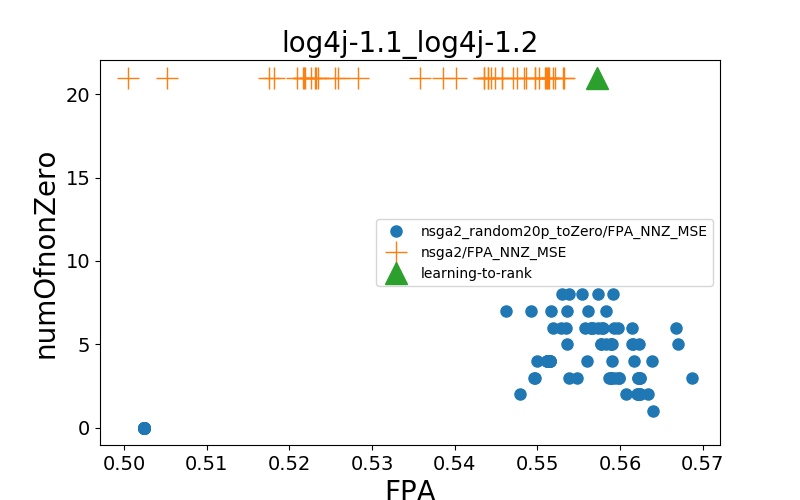 log4j-1.1_log4j-1.2
numOfnonZero
20
15
10
5
0
nsga2_random20p_toZero/FPA_NNZ_MSE
nsga2/FPA_NNZ_MSE
learning-to-rank
0.50 0.51 0.52 0.53 0.54 0.55 0.56 0.57
FPA